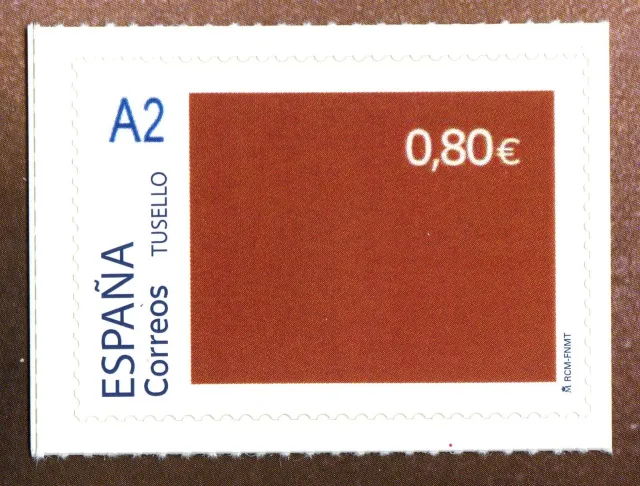 A2
0,80€
ESPAÑA
Correos TUSELLO
RCM-FNMT